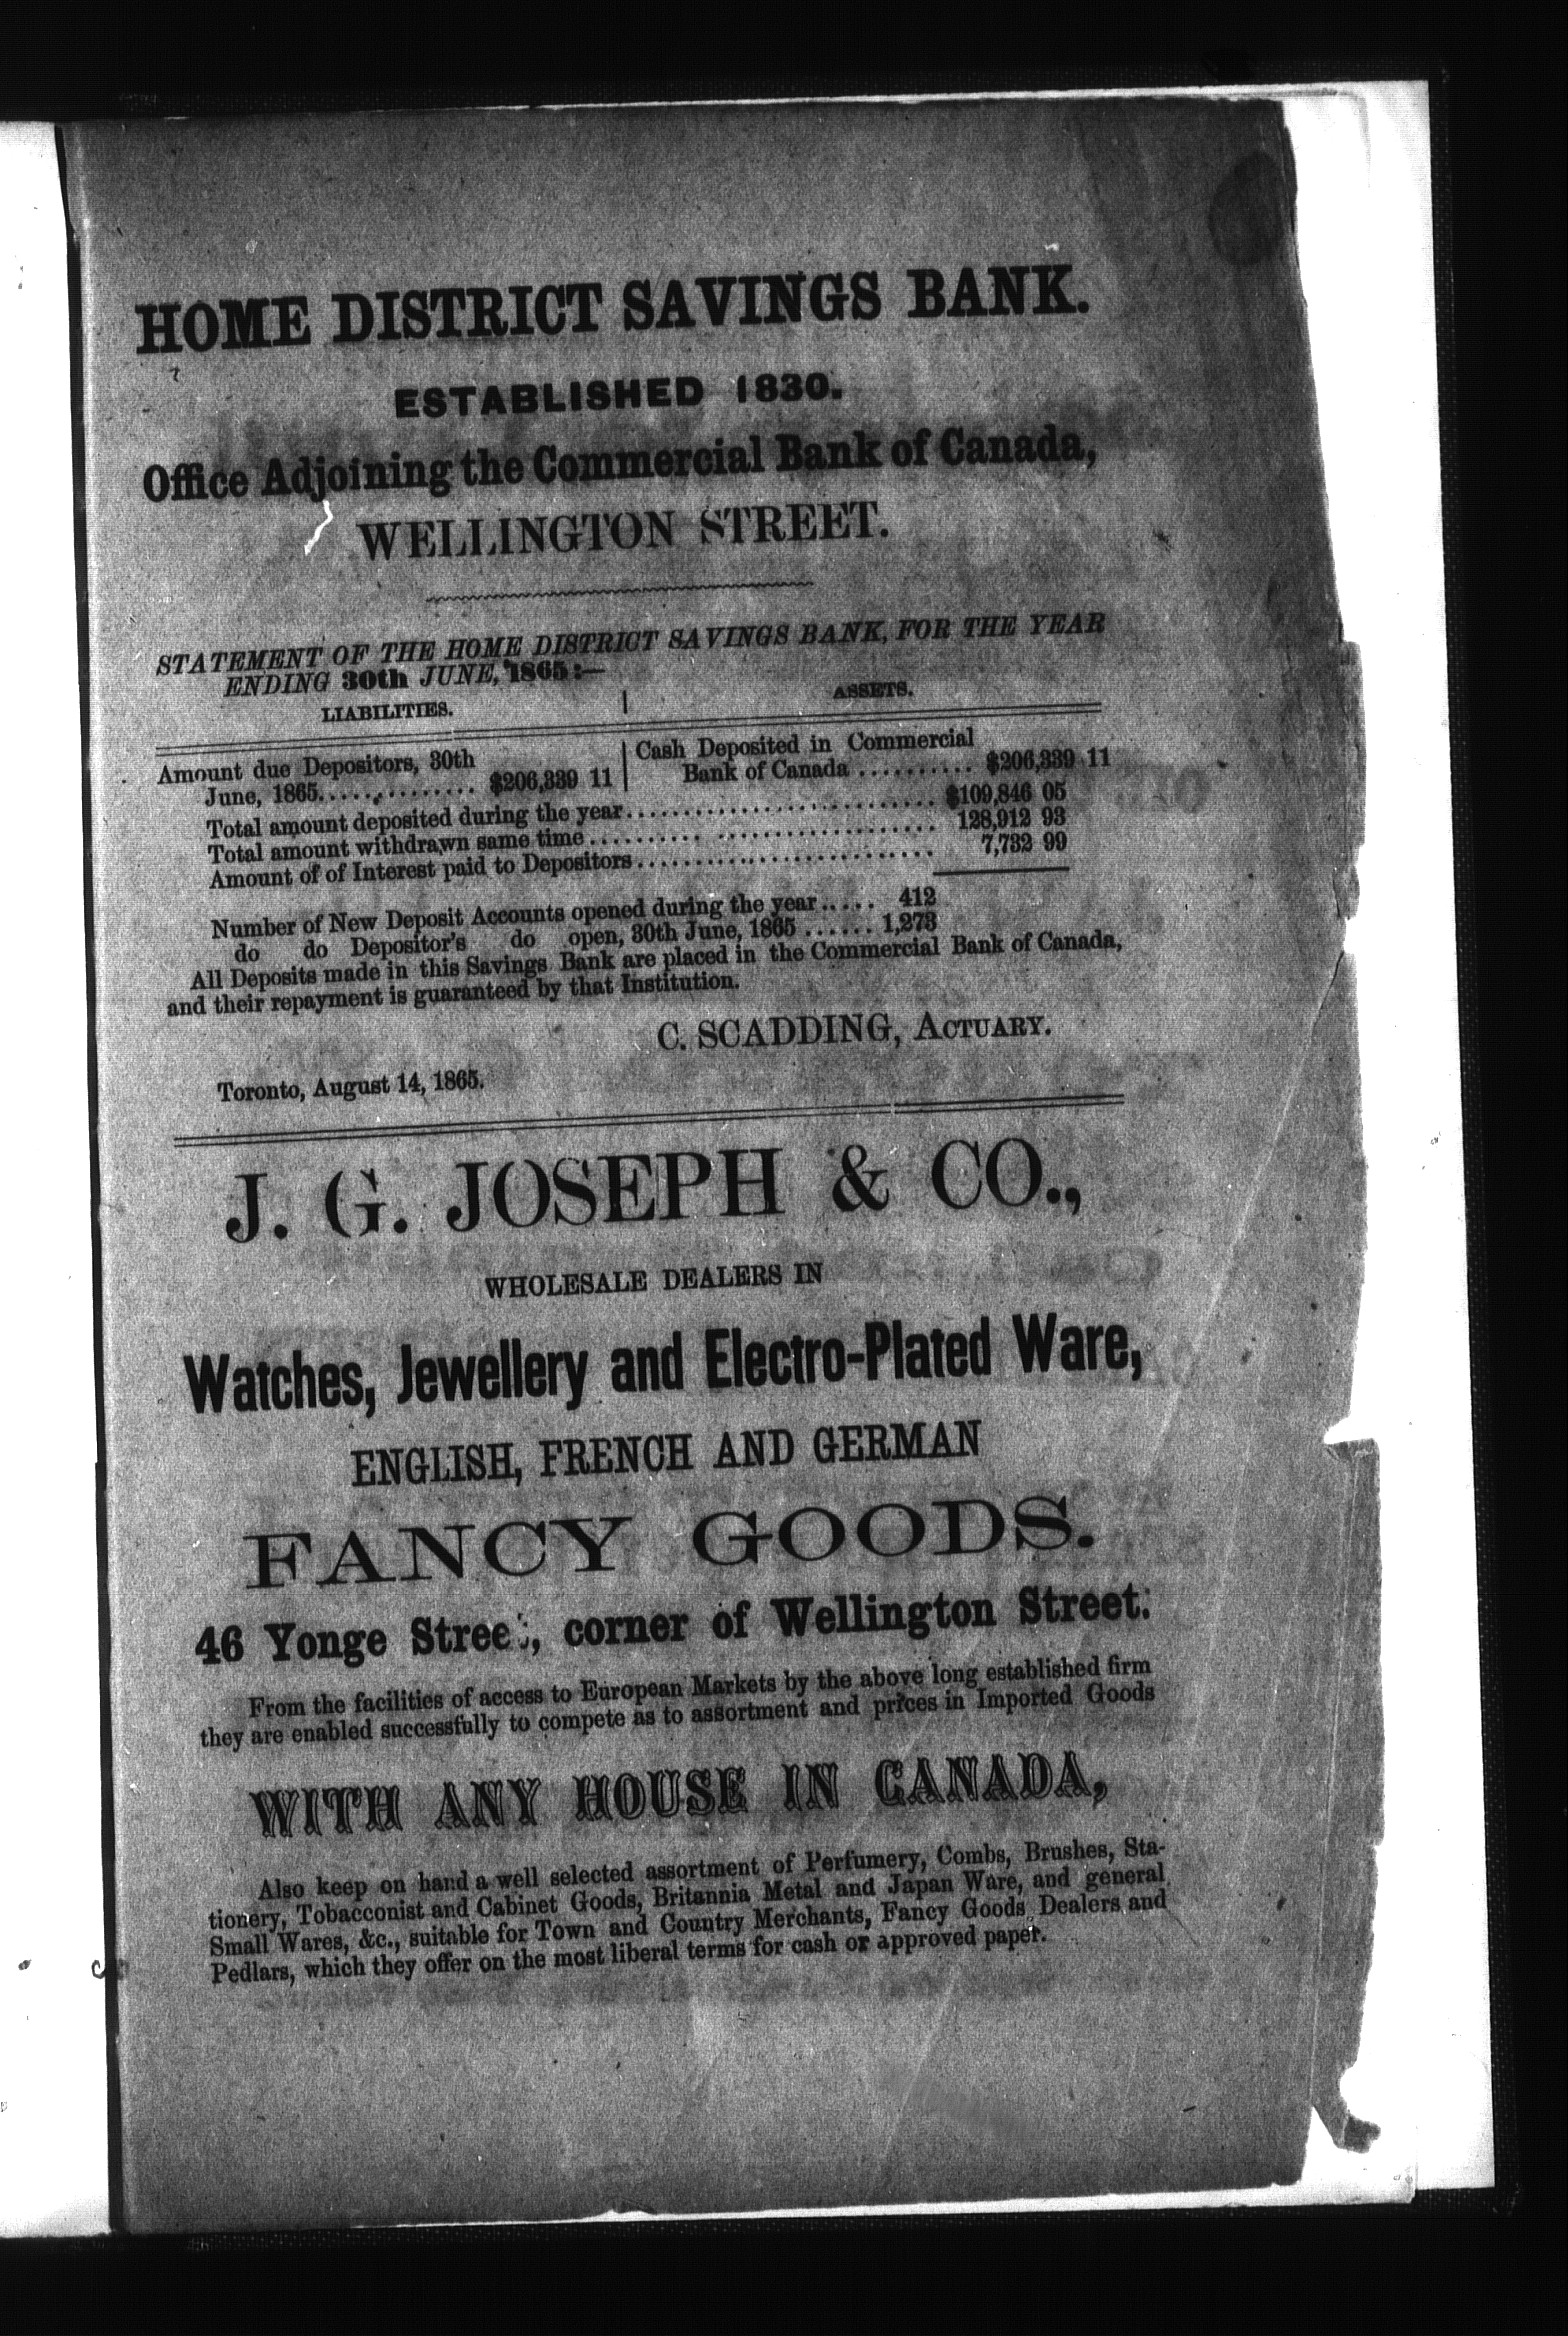 HOME DISTRICT SAVINGS BANK.
ESTABLISHED 1830.
Office Adjoining the Commercial Bank of Canada,
WELLINGTON STREET.
STATEMENT OF THE HOME DISTRICT SAVINGS BANK, FOR THE YEAR
ENDING 30th JUNE, 1865:—
LIABILITIES. | ASSETS.
Amount due Depositors, 30th
June, 1865............... $206,339 11
Cash Deposited in Commercial
Bank of Canada .......... $206,339 11
Total amount deposited during the year............................ $109,846 05
Total amount withdrawn same time................................ 128,912 93
Amount of of Interest paid to Depositors.......................... 7,732 99
Number of New Deposit Accounts opened during the year..... 412
do do Depositor's do open, 30th June, 1865 ...... 1,273
All Deposits made in this Savings Bank are placed in the Commercial Bank of Canada,
and their repayment is guaranteed by that Institution.
C. SCADDING, ACTUARY.
Toronto, August 14, 1865.
J. G. JOSEPH & CO.,
WHOLESALE DEALERS IN
Watches, Jewellery and Electro-Plated Ware,
ENGLISH, FRENCH AND GERMAN
FANCY GOODS.
46 Yonge Street, corner of Wellington Street.
From the facilities of access to European Markets by the above long established firm
they are enabled successfully to compete as to assortment and prices in Imported Goods
WITH ANY HOUSE IN CANADA,
Also keep on hand a well selected assortment of Perfumery, Combs, Brushes, Sta-
tionery, Tobacconist and Cabinet Goods, Britannia Metal and Japan Ware, and general
Small Wares, &c., suitable for Town and Country Merchants, Fancy Goods Dealers and
Pedlars, which they offer on the most liberal terms for cash or approved paper.